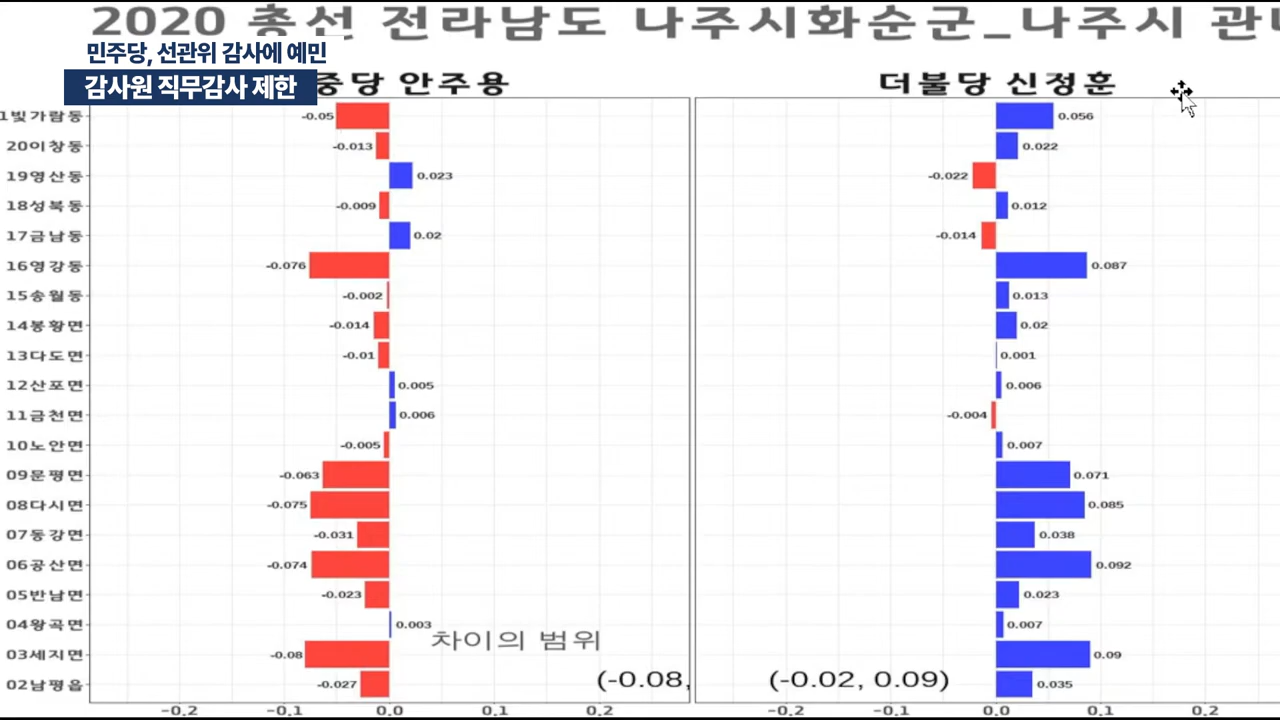 2020 총선 전라남도 나주시화순군_나주시 관
민주당, 선관위 감사에 예민
감사원 직무감사 제한
중당 안주용
더불당 신정훈
1빛가람동 -0.05 0.056
20이창동 -0.013 0.022
19영산동 0.023 -0.022
18성북동 -0.009 0.012
17금남동 0.02 -0.014
16영강동 -0.076 0.087
15송월동 -0.002 0.013
14봉황면 -0.014 0.02
13다도면 -0.01 0.001
12산포면 0.005 0.006
11금천면 0.006 -0.004
10노안면 -0.005 0.007
09문평면 -0.063 0.071
08다시면 -0.075 0.085
07동강면 -0.031 0.038
06공산면 -0.074 0.092
05반남면 -0.023 0.023
04왕곡면 0.003 0.007
차이의 범위
03세지면 -0.08 0.09
(-0.08, (-0.02, 0.09)
02남평읍 -0.027 0.035
-0.2 -0.1 0.0 0.1 0.2 -0.2 -0.1 0.0 0.1 0.2